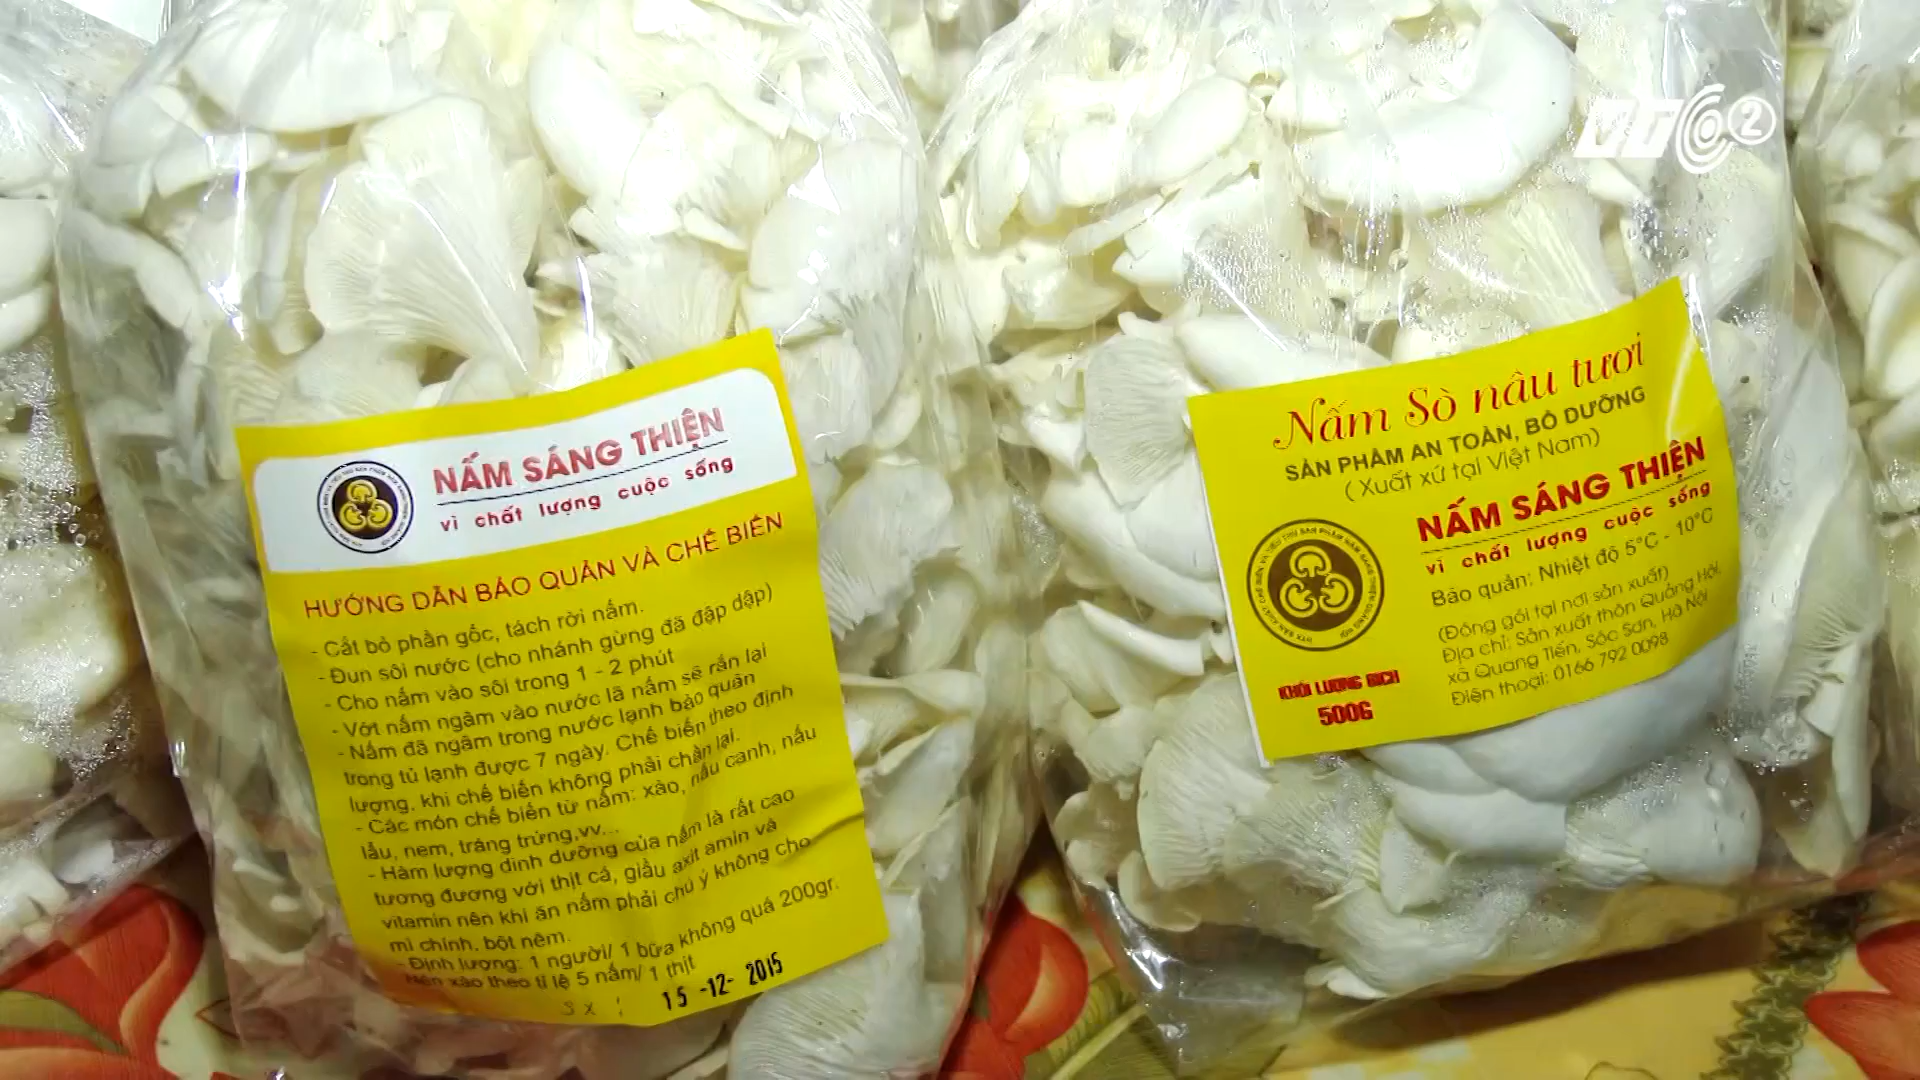 VTC2
NẤM SÁNG THIỆN
vì chất lượng cuộc sống
HƯỚNG DẪN BẢO QUẢN VÀ CHẾ BIẾN
- Cắt bỏ phần gốc, tách rời nấm.
- Đun sôi nước (cho nhánh gừng đã đập dập)
- Cho nấm vào sôi trong 1 - 2 phút
- Vớt nấm ngâm vào nước lã nấm sẽ rắn lại
- Nấm đã ngâm trong nước lạnh bảo quản
trong tủ lạnh được 7 ngày. Chế biến theo định
lượng, khi chế biến không phải chần lại.
- Các món chế biến từ nấm: xào, nấu canh, nấu
lẩu, nem, tráng trứng,vv...
- Hàm lượng dinh dưỡng của nấm là rất cao
tương đương với thịt cá, giầu axit amin và
vitamin nên khi ăn nấm phải chú ý không cho
mì chính, bột nêm.
- Định lượng: 1 người/ 1 bữa không quá 200gr.
Nên xào theo tỉ lệ 5 nấm/ 1 thịt
S x : 15 -12- 2015
Nấm Sò nâu tươi
SẢN PHẨM AN TOÀN, BỔ DƯỠNG
( Xuất xứ tại Việt Nam)
NẤM SÁNG THIỆN
vì chất lượng cuộc sống
Bảo quản: Nhiệt độ 5°C - 10°C
(Đóng gói tại nơi sản xuất)
Địa chỉ: Sản xuất thôn Quảng Hội,
xã Quang Tiến, Sóc Sơn, Hà Nội
Điện thoại: 0166 792 0098
KHỐI LƯỢNG BỊCH
500G